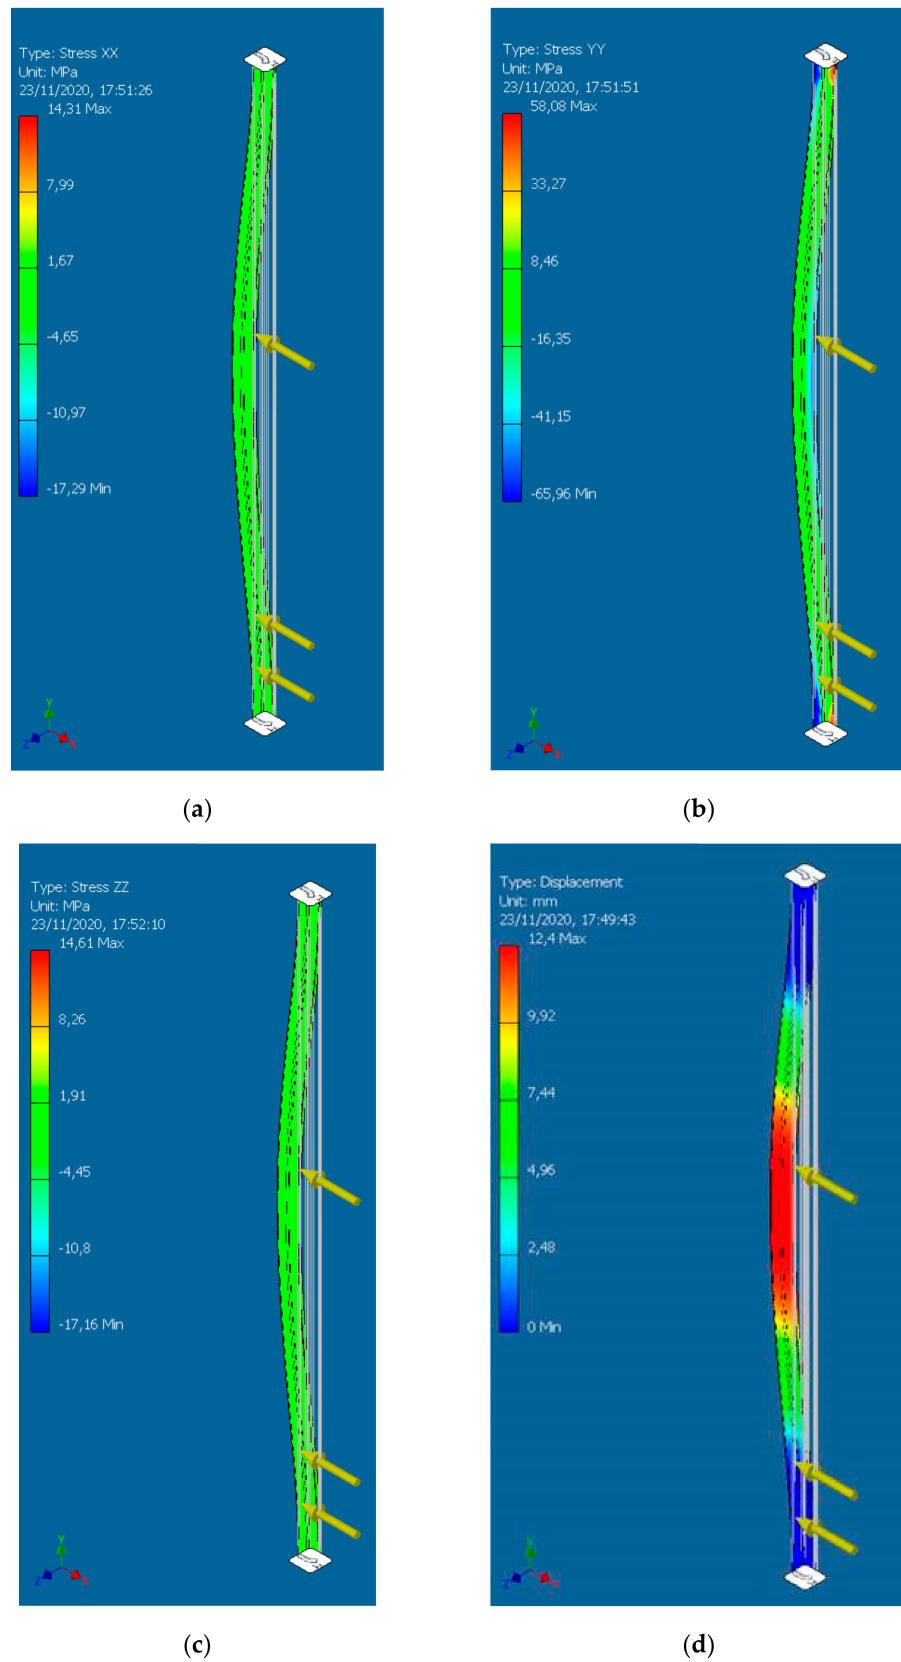 Type: Stress XX
Unit: MPa
23/11/2020, 17:51:26
14,31 Max
7,99
1,67
-4,65
-10,97
-17,29 Min
Y
Z
X
(a)
Type: Stress YY
Unit: MPa
23/11/2020, 17:51:51
58,08 Max
33,27
8,46
-16,35
-41,15
-65,96 Min
Y
Z
X
(b)
Type: Stress ZZ
Unit: MPa
23/11/2020, 17:52:10
14,61 Max
8,26
1,91
-4,45
-10,8
-17,16 Min
Y
Z
X
(c)
Type: Displacement
Unit: mm
23/11/2020, 17:49:43
12,4 Max
9,92
7,44
4,96
2,48
0 Min
Y
Z
X
(d)